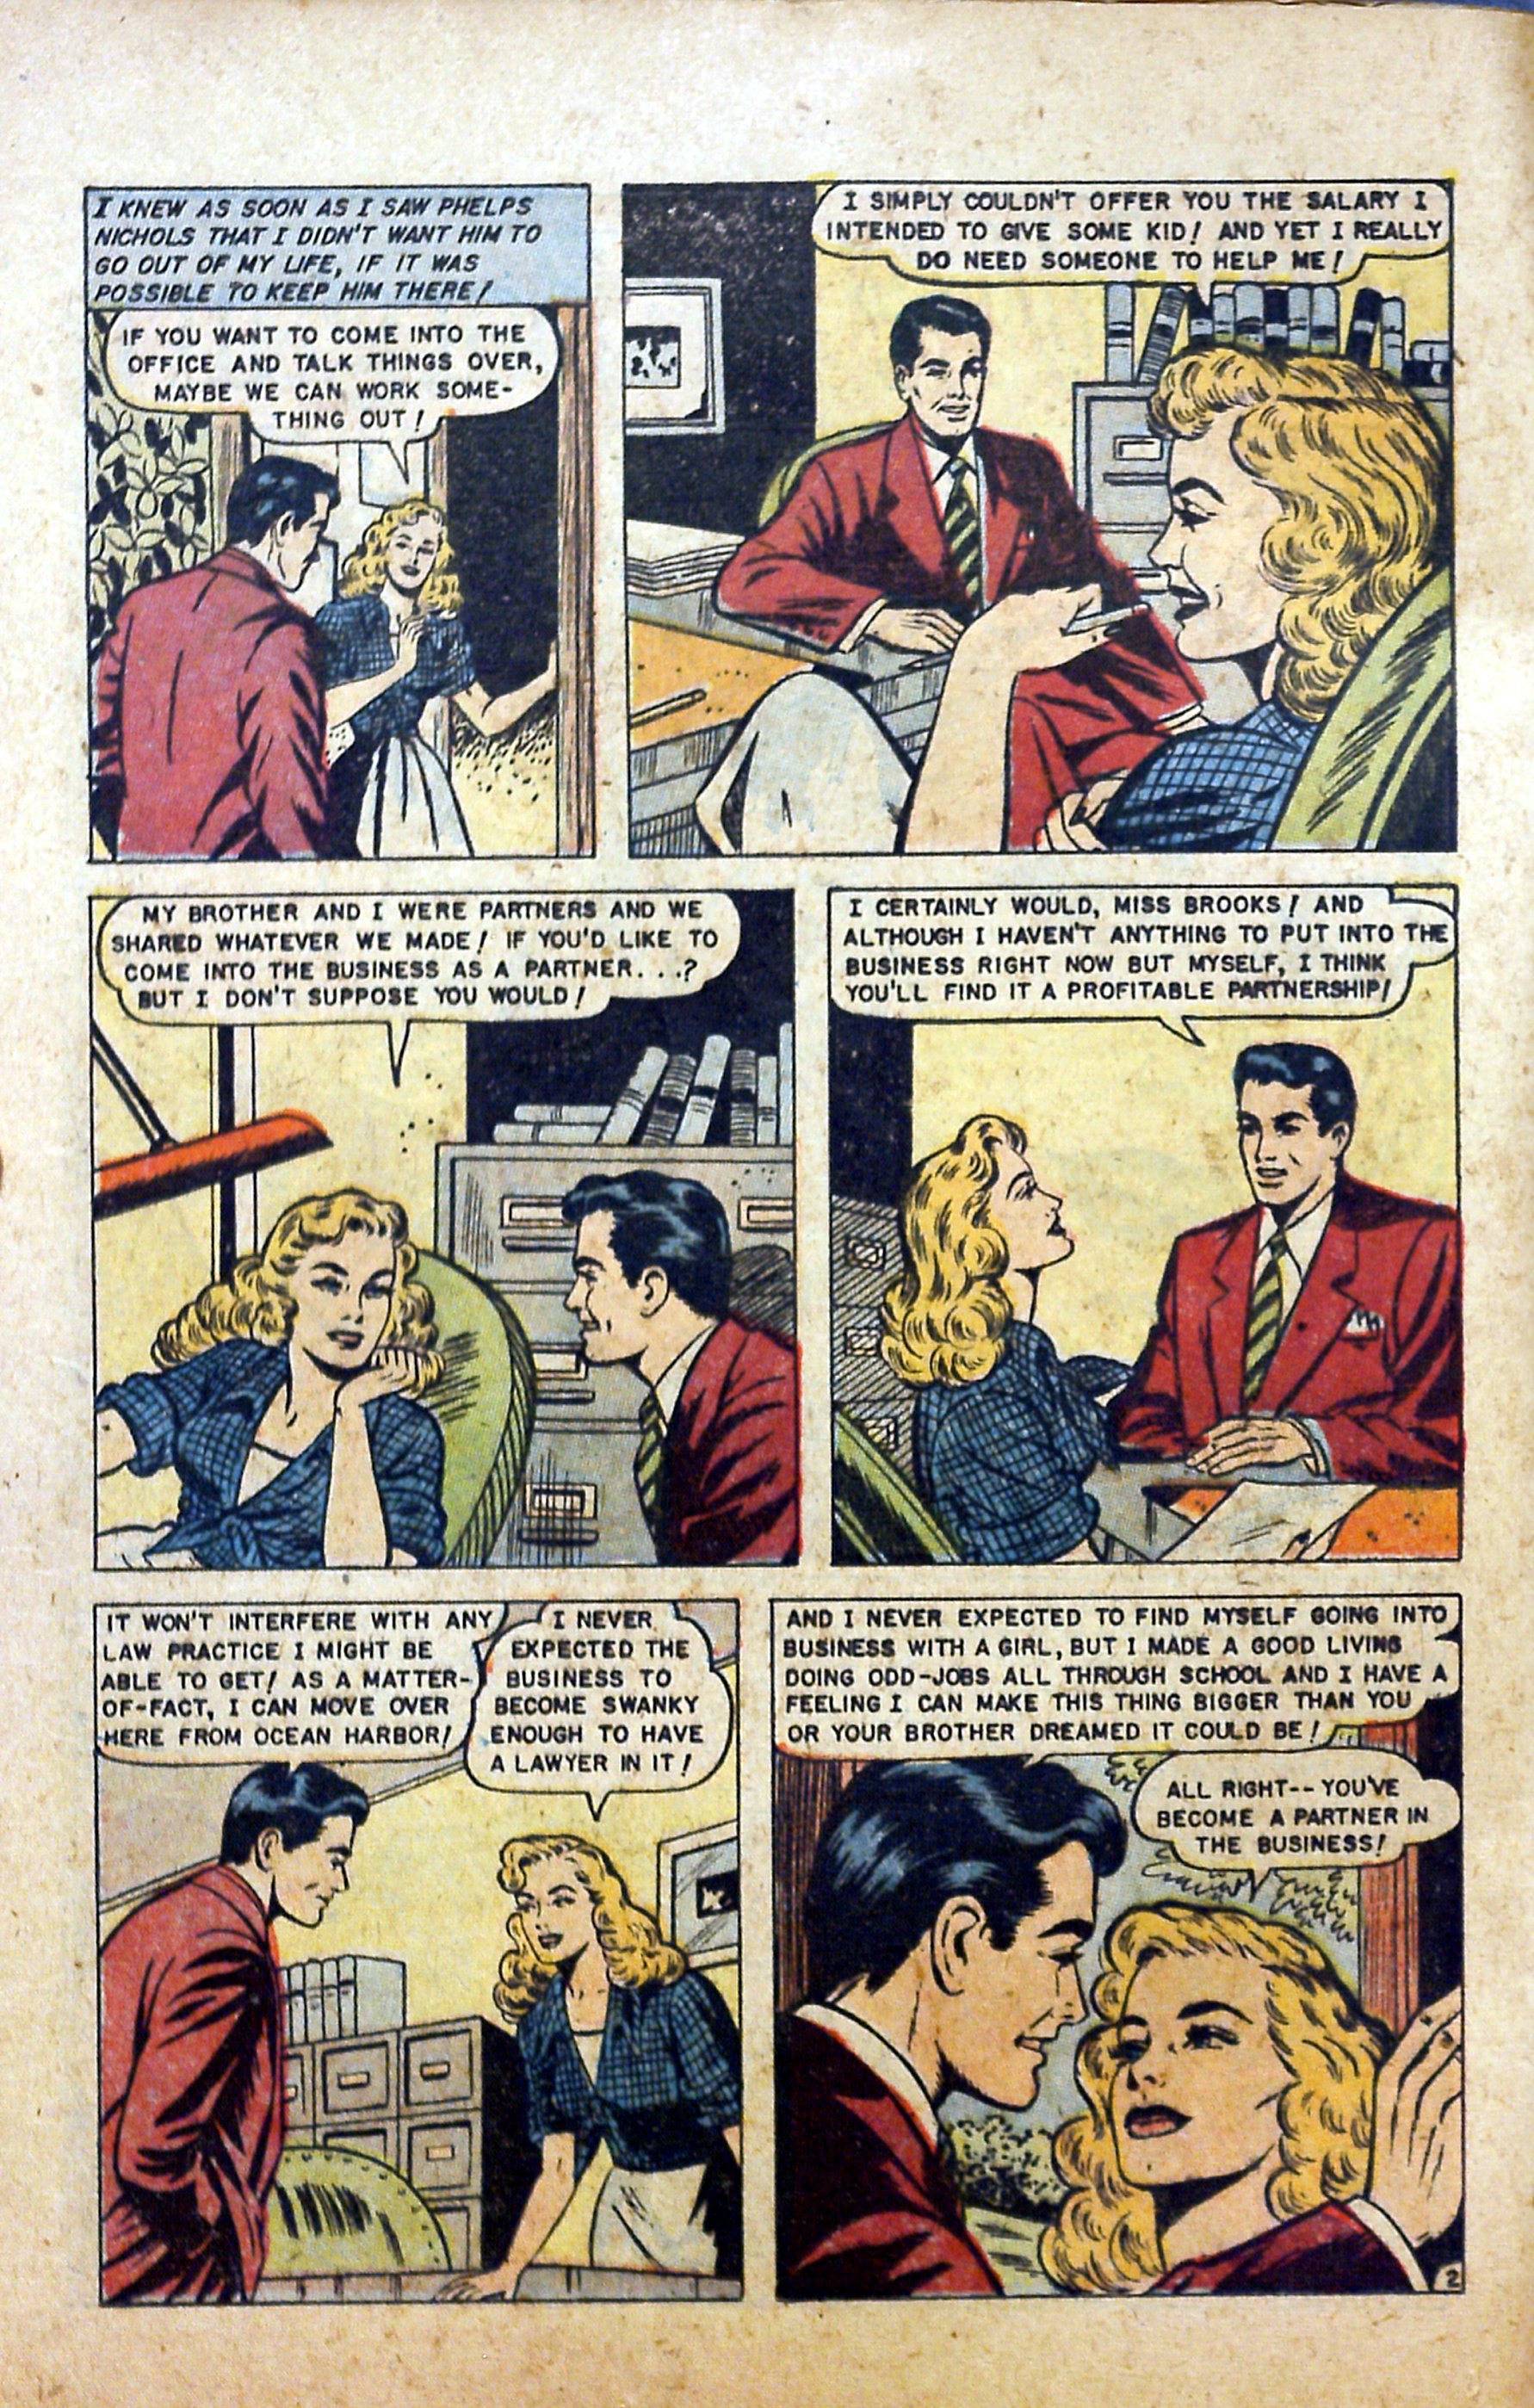 I KNEW AS SOON AS I SAW PHELPS
NICHOLS THAT I DIDN'T WANT HIM TO
GO OUT OF MY LIFE, IF IT WAS
POSSIBLE TO KEEP HIM THERE!
IF YOU WANT TO COME INTO THE
OFFICE AND TALK THINGS OVER,
MAYBE WE CAN WORK SOME-
THING OUT!
I SIMPLY COULDN'T OFFER YOU THE SALARY I
INTENDED TO GIVE SOME KID! AND YET I REALLY
DO NEED SOMEONE TO HELP ME!
MY BROTHER AND I WERE PARTNERS AND WE
SHARED WHATEVER WE MADE! IF YOU'D LIKE TO
COME INTO THE BUSINESS AS A PARTNER. . .?
BUT I DON'T SUPPOSE YOU WOULD!
I CERTAINLY WOULD, MISS BROOKS! AND
ALTHOUGH I HAVEN'T ANYTHING TO PUT INTO THE
BUSINESS RIGHT NOW BUT MYSELF, I THINK
YOU'LL FIND IT A PROFITABLE PARTNERSHIP!
IT WON'T INTERFERE WITH ANY
LAW PRACTICE I MIGHT BE
ABLE TO GET! AS A MATTER-
OF-FACT, I CAN MOVE OVER
HERE FROM OCEAN HARBOR!
I NEVER
EXPECTED THE
BUSINESS TO
BECOME SWANKY
ENOUGH TO HAVE
A LAWYER IN IT!
AND I NEVER EXPECTED TO FIND MYSELF GOING INTO
BUSINESS WITH A GIRL, BUT I MADE A GOOD LIVING
DOING ODD-JOBS ALL THROUGH SCHOOL AND I HAVE A
FEELING I CAN MAKE THIS THING BIGGER THAN YOU
OR YOUR BROTHER DREAMED IT COULD BE!
ALL RIGHT-- YOU'VE
BECOME A PARTNER IN
THE BUSINESS!
2